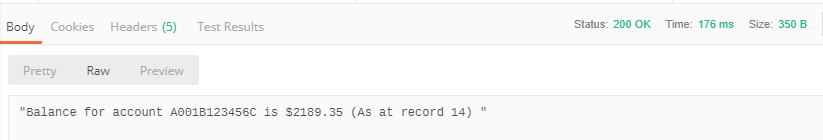 Body Cookies Headers (5) Test Results Status: 200 OK Time: 176 ms Size: 350 B
Pretty Raw Preview
"Balance for account A001B123456C is $2189.35 (As at record 14) "